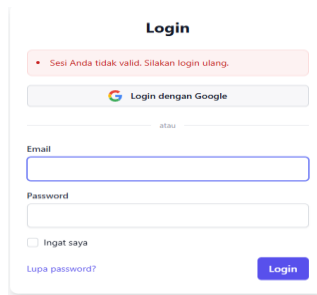 Login
Sesi Anda tidak valid. Silakan login ulang.
Login dengan Google
atau
Email
Password
Ingat saya
Lupa password?
Login